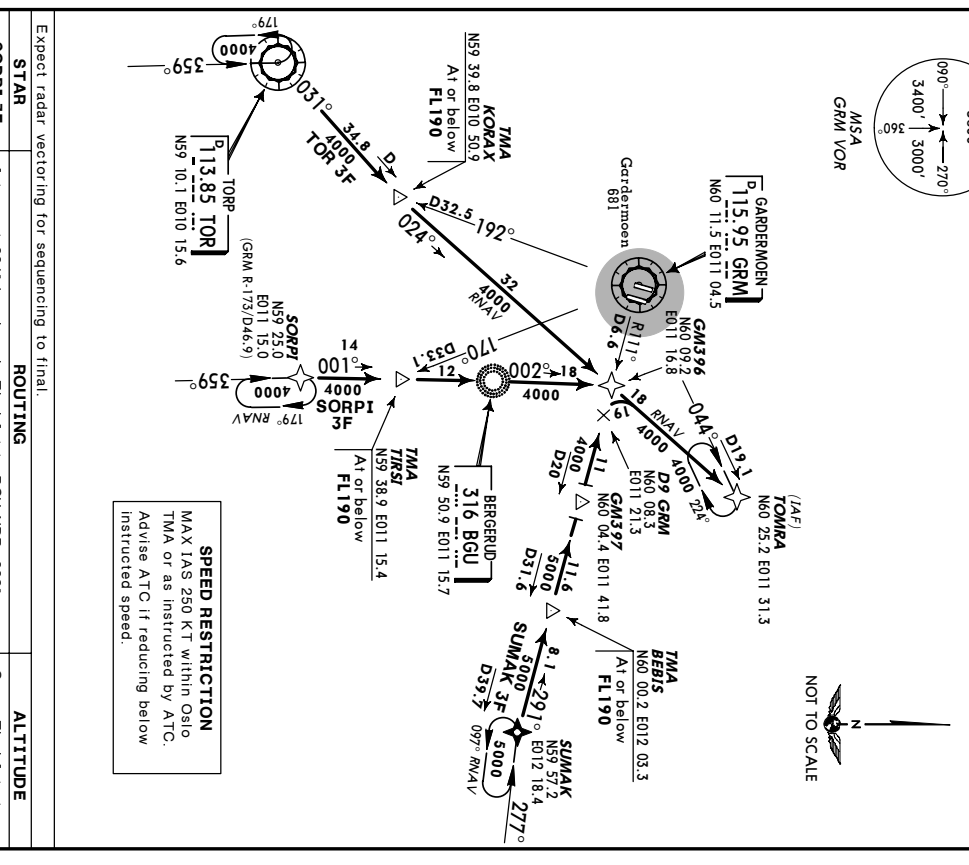 090°
270°
3400'
3000'
360°
MSA
GRM VOR
NOT TO SCALE
N
D GARDERMOEN
115.95 GRM
N60 11.5 E011 04.5
Gardermoen
681
R111°
D6.6
GM396
N60 09.2
E011 16.8
044°
D19.1
(IAF)
TOMRA
N60 25.2 E011 31.3
18
RNAV
4000
4000
224°
19
D9 GRM
N60 08.3
E011 21.3
11
4000
D20
GM397
N60 04.4 E011 41.8
11.6
5000
D31.6
TMA
BEBIS
N60 00.2 E012 03.3
At or below
FL190
8.1
291°
5000
SUMAK 3F
D39.7
SUMAK
N59 57.2
E012 18.4
5000
097° RNAV
277°
TMA
KORAX
N59 39.8 E010 50.9
At or below
FL190
D32.5
192°
024°
32
4000
RNAV
D33.1
170°
002°
18
4000
BERGERUD
316 BGU
N59 50.9 E011 15.7
12
TMA
TIRSI
N59 38.9 E011 15.4
At or below
FL190
14
001°
4000
SORPI
3F
SORPI
N59 25.0
E011 15.0
(GRM R-173/D46.9)
359°
4000
179° RNAV
D
34.8
4000
TOR 3F
031°
D TORP
113.85 TOR
N59 10.1 E010 15.6
179°
4000
359°
SPEED RESTRICTION
MAX IAS 250 KT within Oslo
TMA or as instructed by ATC.
Advise ATC if reducing below
instructed speed.
Expect radar vectoring for sequencing to final.
STAR ROUTING ALTITUDE